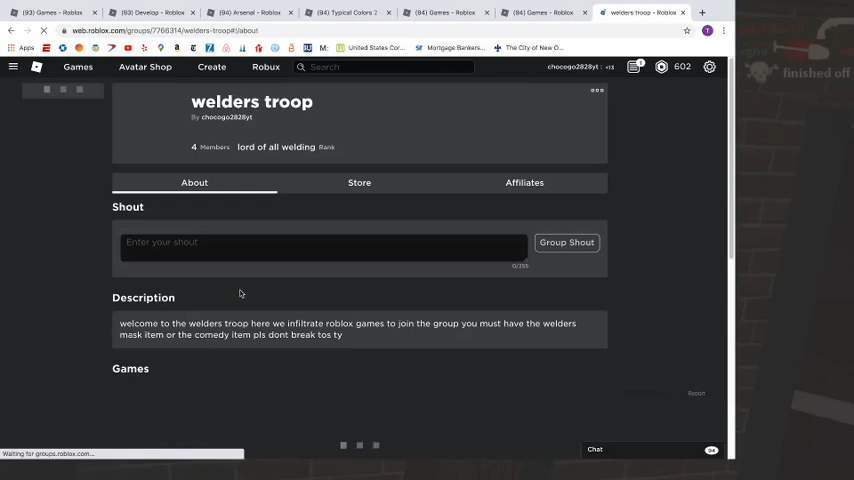 (93) Games - Roblox
(93) Develop - Roblox
(94) Arsenal - Roblox
(94) Typical Colors 2
(94) Games - Roblox
(94) Games - Roblox
welders troop - Roblox
web.roblox.com/groups/7766314/welders-troop#!/about
Apps
United States Cor...
Mortgage Bankers...
The City of New O...
finished off
Games
Avatar Shop
Create
Robux
Search
chocogo2828yt : +13
1
602
welders troop
By chocogo2828yt
4 Members lord of all welding Rank
About
Store
Affiliates
Shout
Enter your shout
Group Shout
0/255
Description
welcome to the welders troop here we infiltrate roblox games to join the group you must have the welders
mask item or the comedy item pls dont break tos ty
Games
Report
Waiting for groups.roblox.com...
Chat
94